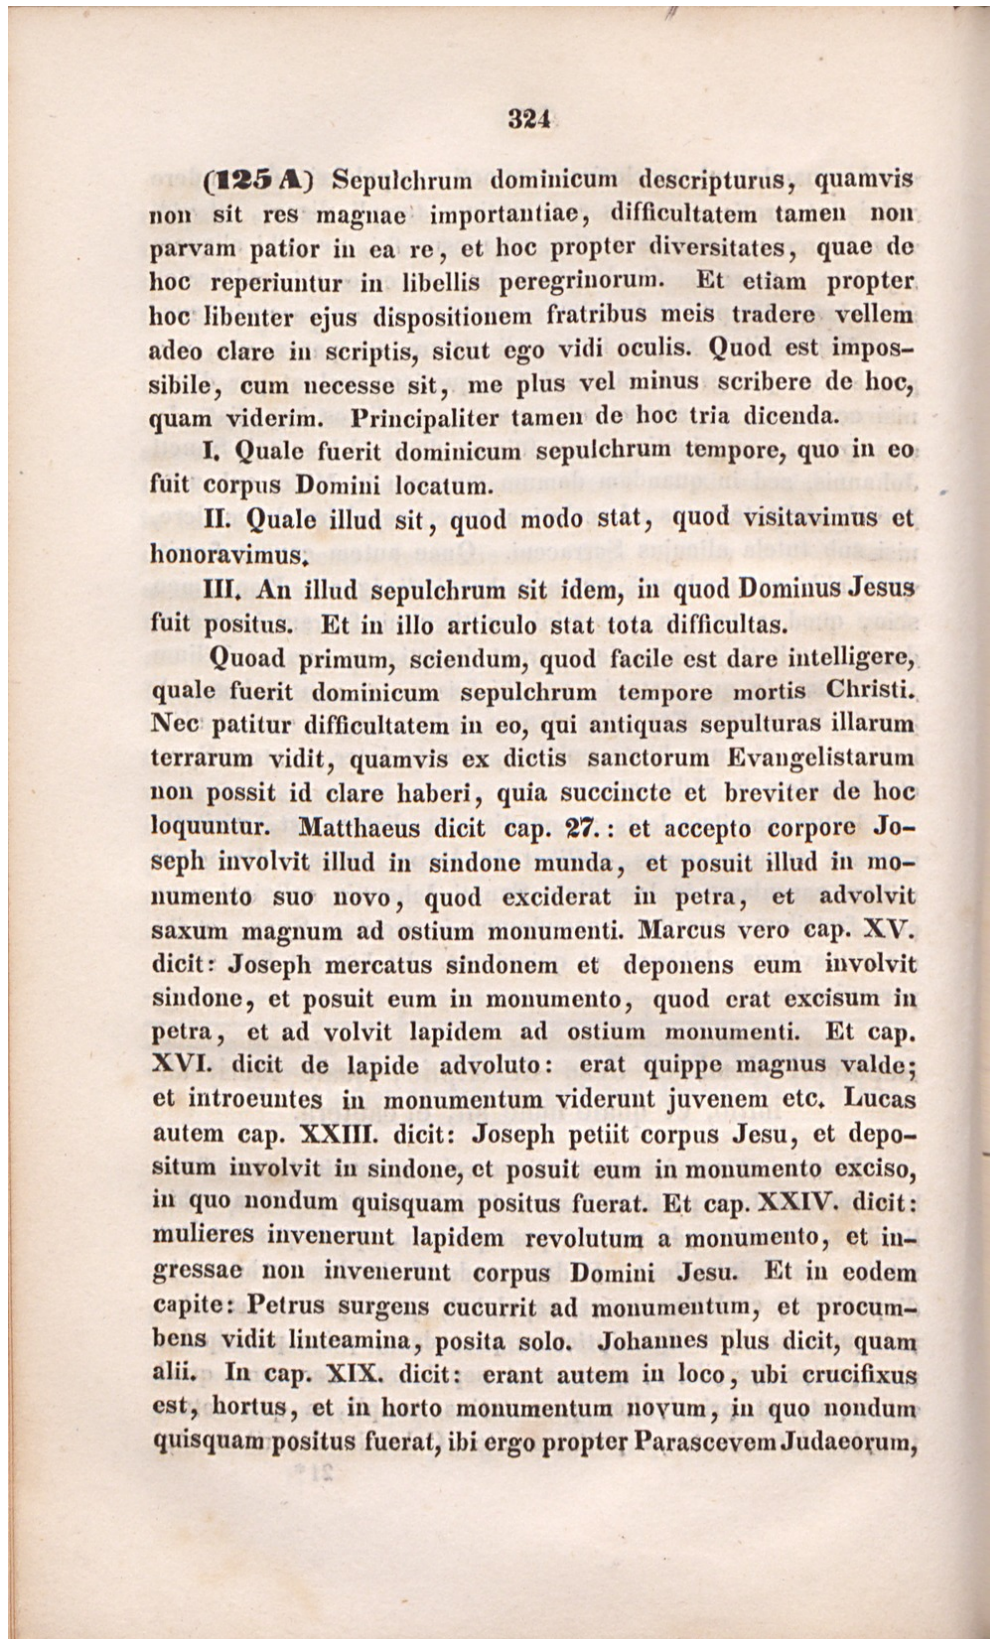 324
(125 A) Sepulchrum dominicum descripturus, quamvis
non sit res magnae importantiae, difficultatem tamen non
parvam patior in ea re, et hoc propter diversitates, quae de
hoc reperiuntur in libellis peregrinorum. Et etiam propter
hoc libenter ejus dispositionem fratribus meis tradere vellem
adeo clare in scriptis, sicut ego vidi oculis. Quod est impos-
sibile, cum necesse sit, me plus vel minus scribere de hoc,
quam viderim. Principaliter tamen de hoc tria dicenda.
I. Quale fuerit dominicum sepulchrum tempore, quo in eo
fuit corpus Domini locatum.
II. Quale illud sit, quod modo stat, quod visitavimus et
honoravimus.
III. An illud sepulchrum sit idem, in quod Dominus Jesus
fuit positus. Et in illo articulo stat tota difficultas.
Quoad primum, sciendum, quod facile est dare intelligere,
quale fuerit dominicum sepulchrum tempore mortis Christi.
Nec patitur difficultatem in eo, qui antiquas sepulturas illarum
terrarum vidit, quamvis ex dictis sanctorum Evangelistarum
non possit id clare haberi, quia succincte et breviter de hoc
loquuntur. Matthaeus dicit cap. 27. : et accepto corpore Jo-
seph involvit illud in sindone munda, et posuit illud in mo-
numento suo novo, quod exciderat in petra, et advolvit
saxum magnum ad ostium monumenti. Marcus vero cap. XV.
dicit: Joseph mercatus sindonem et deponens eum involvit
sindone, et posuit eum in monumento, quod erat excisum in
petra, et ad volvit lapidem ad ostium monumenti. Et cap.
XVI. dicit de lapide advoluto: erat quippe magnus valde;
et introeuntes in monumentum viderunt juvenem etc. Lucas
autem cap. XXIII. dicit: Joseph petiit corpus Jesu, et depo-
situm involvit in sindone, et posuit eum in monumento exciso,
in quo nondum quisquam positus fuerat. Et cap. XXIV. dicit:
mulieres invenerunt lapidem revolutum a monumento, et in-
gressae non invenerunt corpus Domini Jesu. Et in eodem
capite: Petrus surgens cucurrit ad monumentum, et procum-
bens vidit linteamina, posita solo. Johannes plus dicit, quam
alii. In cap. XIX. dicit: erant autem in loco, ubi crucifixus
est, hortus, et in horto monumentum novum, in quo nondum
quisquam positus fuerat, ibi ergo propter Parascevem Judaeorum,